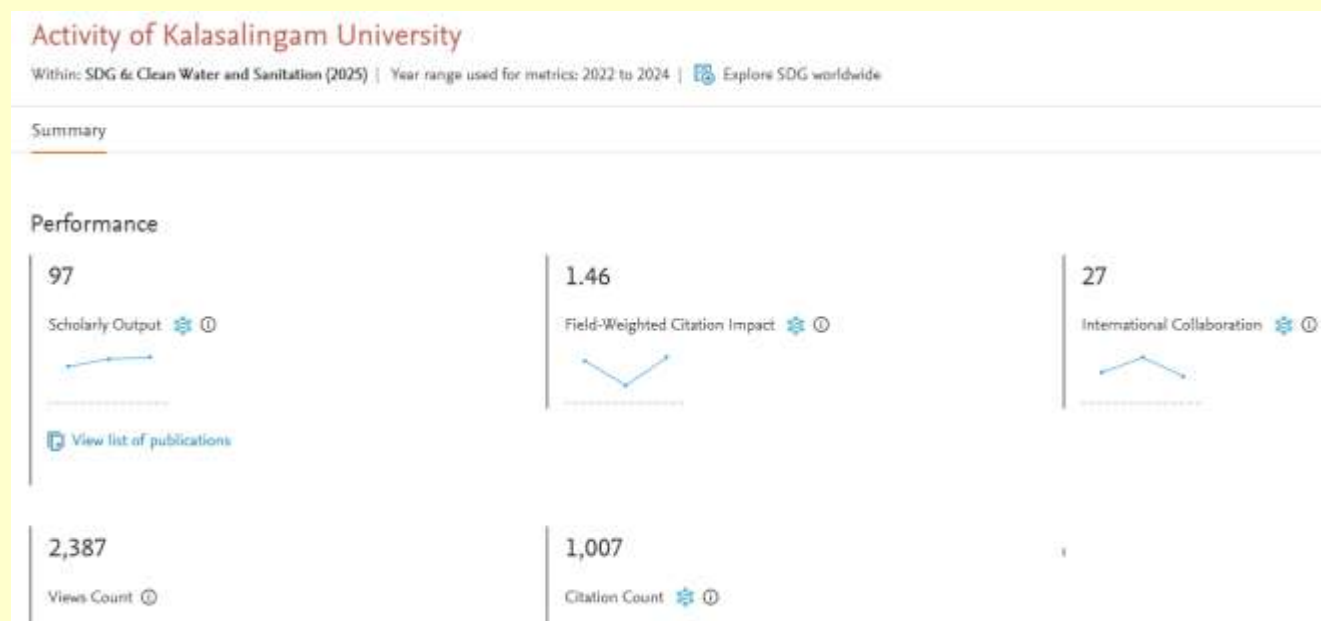 Activity of Kalasalingam University
Within: SDG 6: Clean Water and Sanitation (2025) | Year range used for metrics: 2022 to 2024 | Explore SDG worldwide
Summary
Performance
97
Scholarly Output
1.46
Field-Weighted Citation Impact
27
International Collaboration
View list of publications
2,387
Views Count
1,007
Citation Count